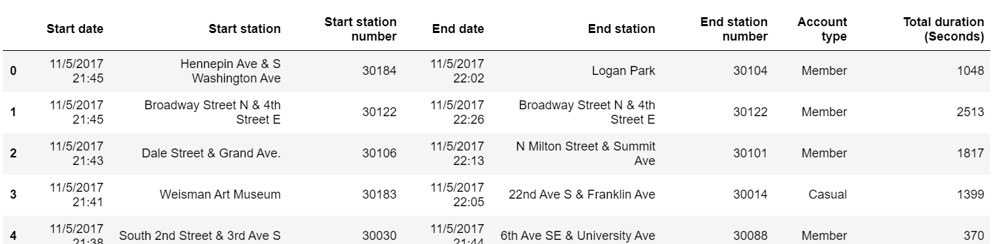 Start date Start station Start station number End date End station End station number Account type Total duration (Seconds)
0 11/5/2017 21:45 Hennepin Ave & S Washington Ave 30184 11/5/2017 22:02 Logan Park 30104 Member 1048
1 11/5/2017 21:45 Broadway Street N & 4th Street E 30122 11/5/2017 22:26 Broadway Street N & 4th Street E 30122 Member 2513
2 11/5/2017 21:43 Dale Street & Grand Ave. 30106 11/5/2017 22:13 N Milton Street & Summit Ave 30101 Member 1817
3 11/5/2017 21:41 Weisman Art Museum 30183 11/5/2017 22:05 22nd Ave S & Franklin Ave 30014 Casual 1399
4 11/5/2017 21:38 South 2nd Street & 3rd Ave S 30030 11/5/2017 21:44 6th Ave SE & University Ave 30088 Member 370